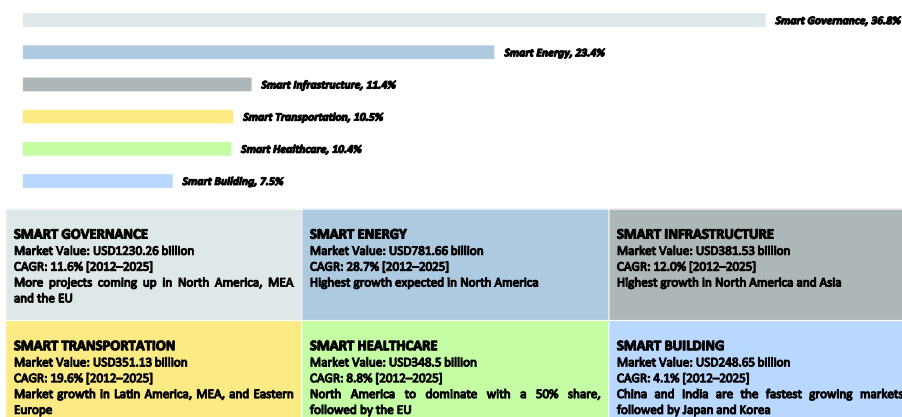 Smart Governance, 36.8%
Smart Energy, 23.4%
Smart Infrastructure, 11.4%
Smart Transportation, 10.5%
Smart Healthcare, 10.4%
Smart Building, 7.5%
SMART GOVERNANCE
Market Value: USD1230.26 billion
CAGR: 11.6% [2012–2025]
More projects coming up in North America, MEA
and the EU
SMART ENERGY
Market Value: USD781.66 billion
CAGR: 28.7% [2012–2025]
Highest growth expected in North America
SMART INFRASTRUCTURE
Market Value: USD381.53 billion
CAGR: 12.0% [2012–2025]
Highest growth in North America and Asia
SMART TRANSPORTATION
Market Value: USD351.13 billion
CAGR: 19.6% [2012–2025]
Market growth in Latin America, MEA, and Eastern
Europe
SMART HEALTHCARE
Market Value: USD348.5 billion
CAGR: 8.8% [2012–2025]
North America to dominate with a 50% share,
followed by the EU
SMART BUILDING
Market Value: USD248.65 billion
CAGR: 4.1% [2012–2025]
China and India are the fastest growing markets
followed by Japan and Korea